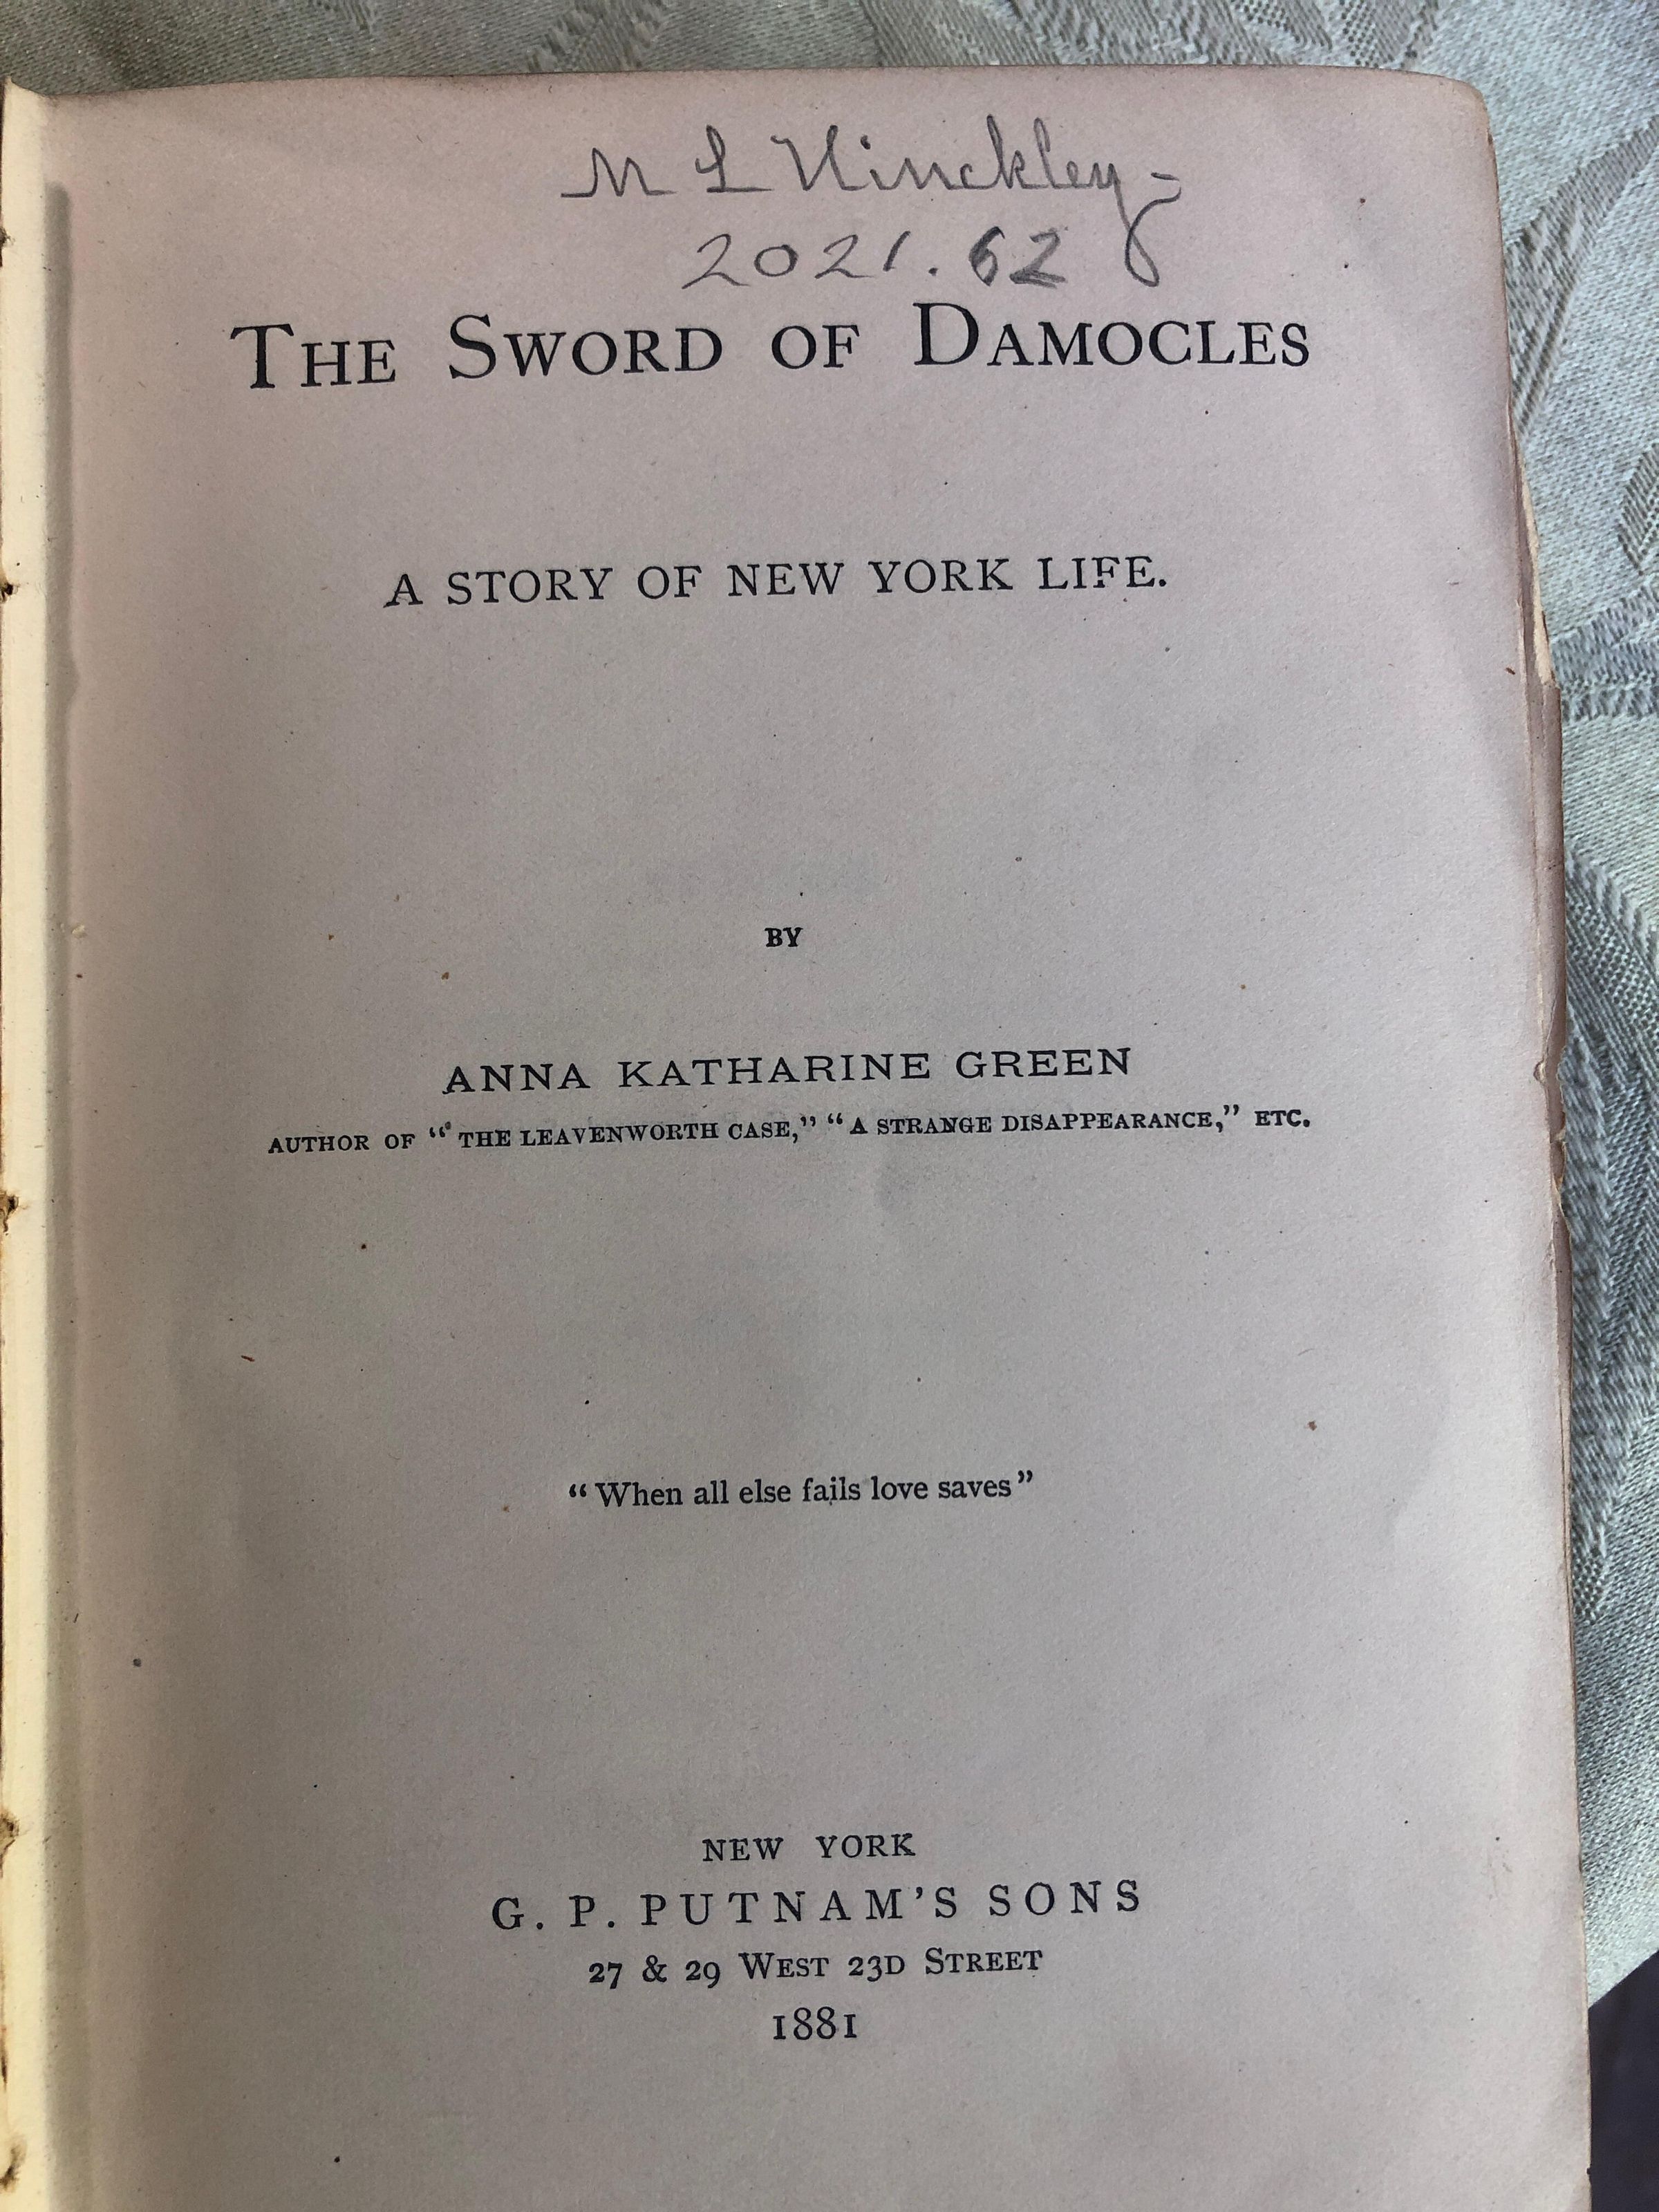 M L Hinckley -
2021.62
THE SWORD OF DAMOCLES
A STORY OF NEW YORK LIFE.
BY
ANNA KATHARINE GREEN
AUTHOR OF “ THE LEAVENWORTH CASE,” “ A STRANGE DISAPPEARANCE,” ETC.
“ When all else fails love saves ”
NEW YORK
G. P. PUTNAM'S SONS
27 & 29 WEST 23D STREET
1881